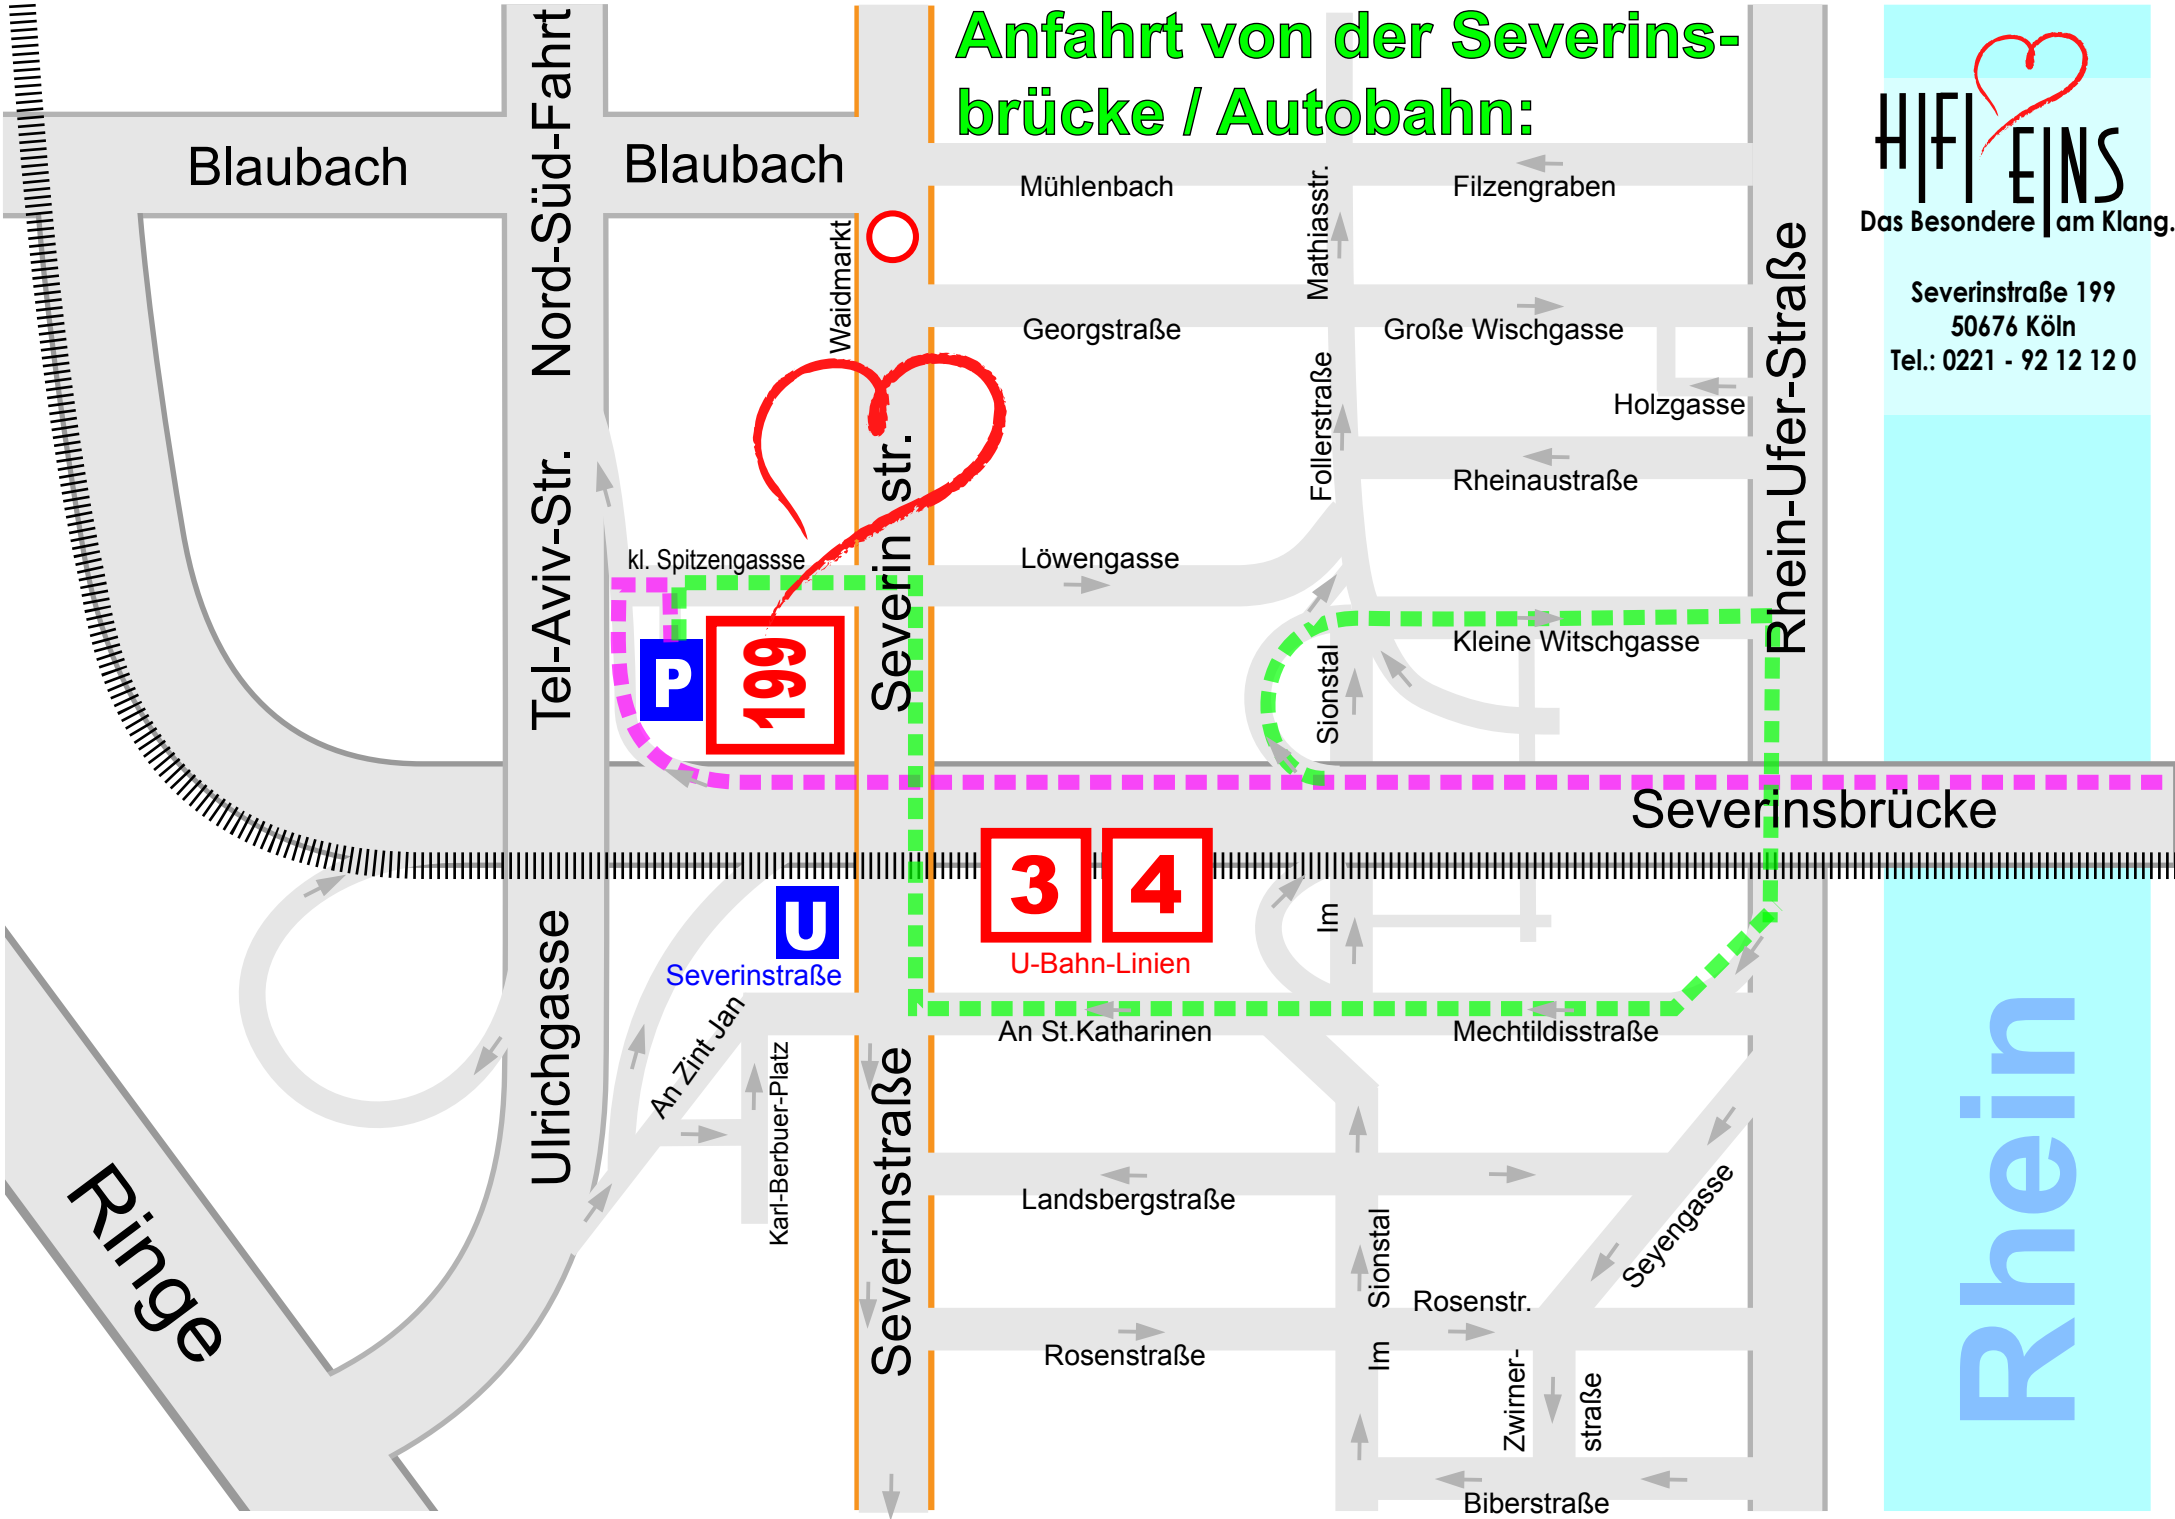 Anfahrt von der Severins-
brücke / Autobahn:
HIFI EINS
Das Besondere am Klang.
Severinstraße 199
50676 Köln
Tel.: 0221 - 92 12 12 0
Blaubach
Nord-Süd-Fahrt
Blaubach
Waidmarkt
Mühlenbach
Mathiasstr.
Filzengraben
Georgstraße
Große Wischgasse
Holzgasse
Rhein-Ufer-Straße
Follerstraße
Rheinaustraße
Tel-Aviv-Str.
Severin str.
kl. Spitzengassse
Löwengasse
Kleine Witschgasse
P
199
Sionstal
Severinsbrücke
3
4
U-Bahn-Linien
U
Severinstraße
Im
Ulrichgasse
An Zint Jan
Karl-Berbuer-Platz
An St.Katharinen
Mechtildisstraße
Severinstraße
Landsbergstraße
Seyengasse
Im Sionstal
Rosenstr.
Rosenstraße
Zwirner-
straße
Biberstraße
Ringe
Rhein